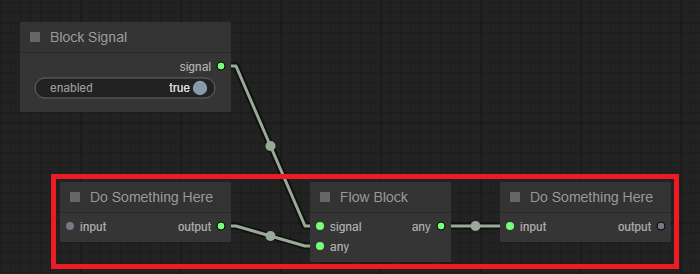 Block Signal
signal
enabled true
Do Something Here
input output
Flow Block
signal any
any
Do Something Here
input output